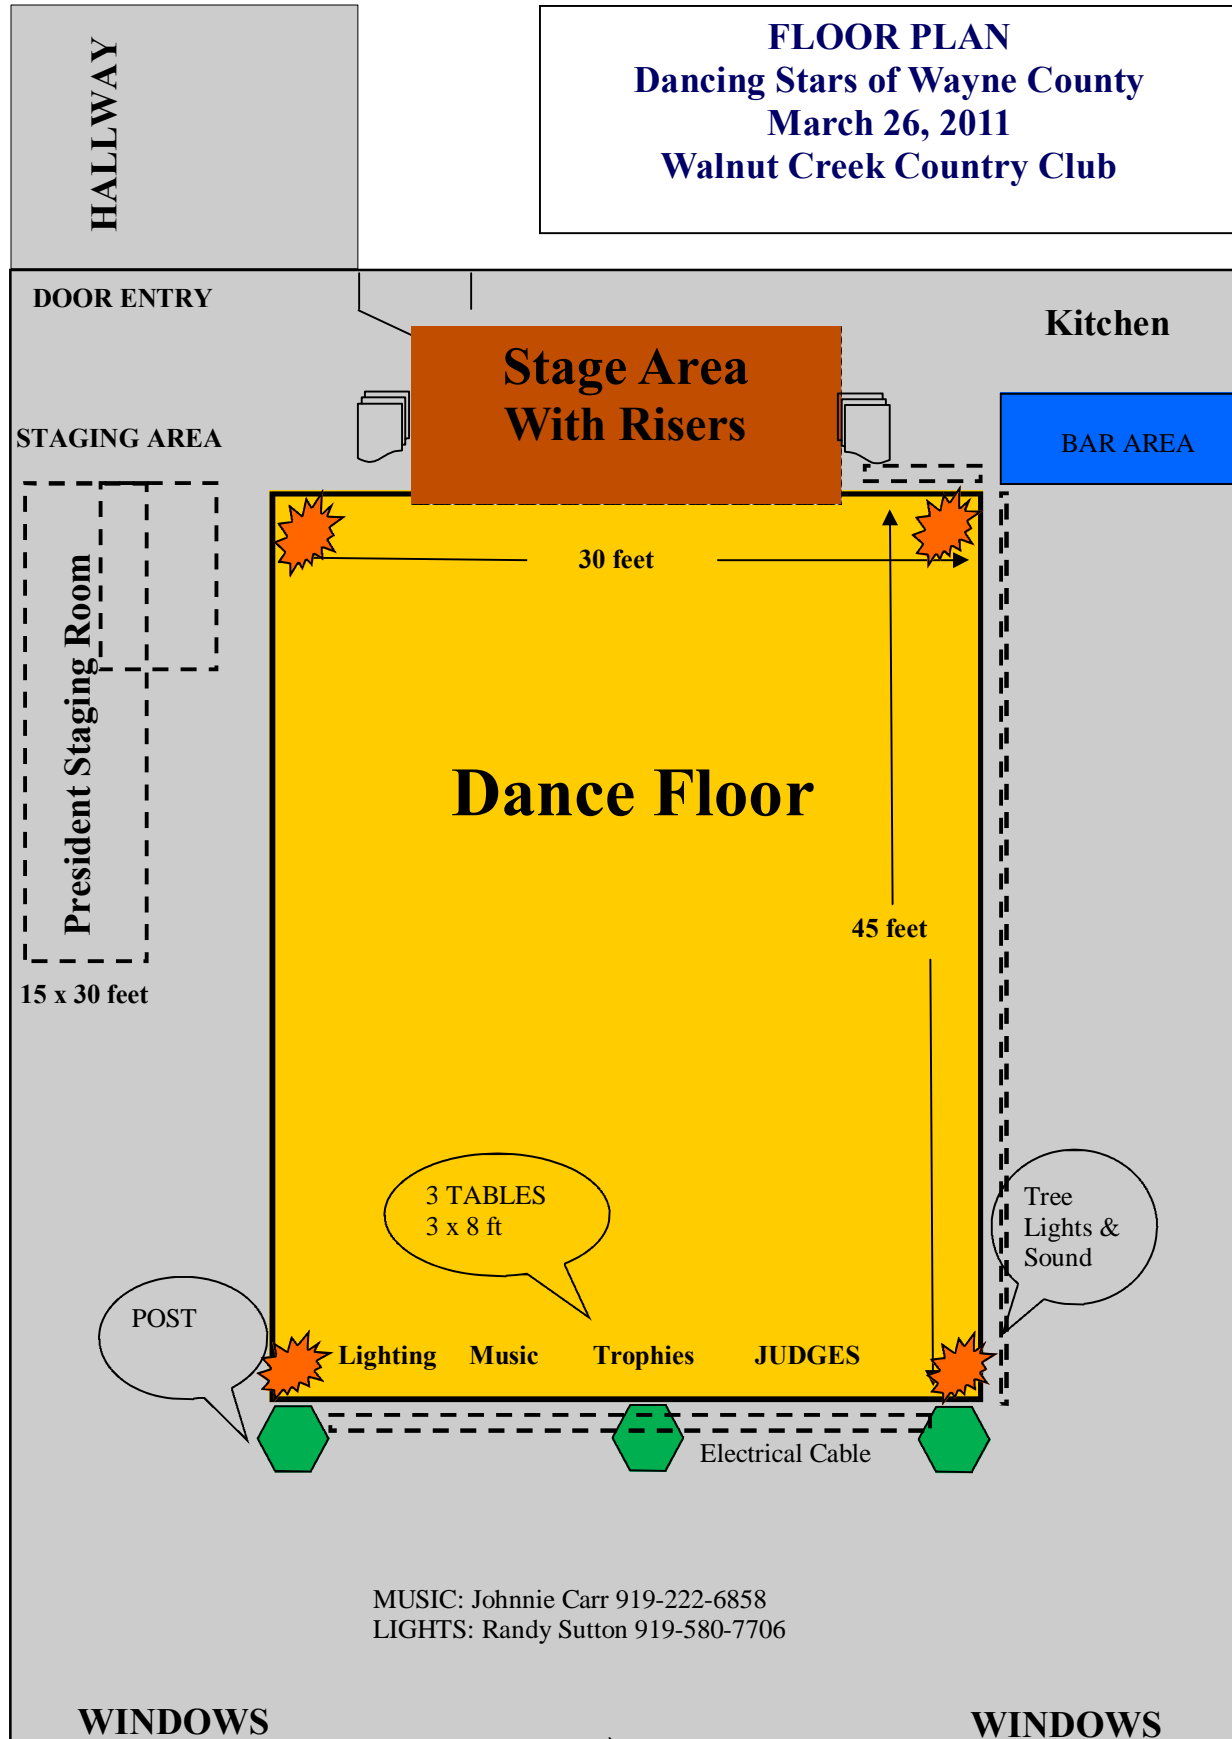 HALLWAY
FLOOR PLAN
Dancing Stars of Wayne County
March 26, 2011
Walnut Creek Country Club
DOOR ENTRY
Kitchen
Stage Area
With Risers
STAGING AREA
BAR AREA
30 feet
President Staging Room
Dance Floor
45 feet
15 x 30 feet
3 TABLES
3 x 8 ft
Tree
Lights &
Sound
POST
Lighting Music Trophies JUDGES
Electrical Cable
MUSIC: Johnnie Carr 919-222-6858
LIGHTS: Randy Sutton 919-580-7706
WINDOWS WINDOWS